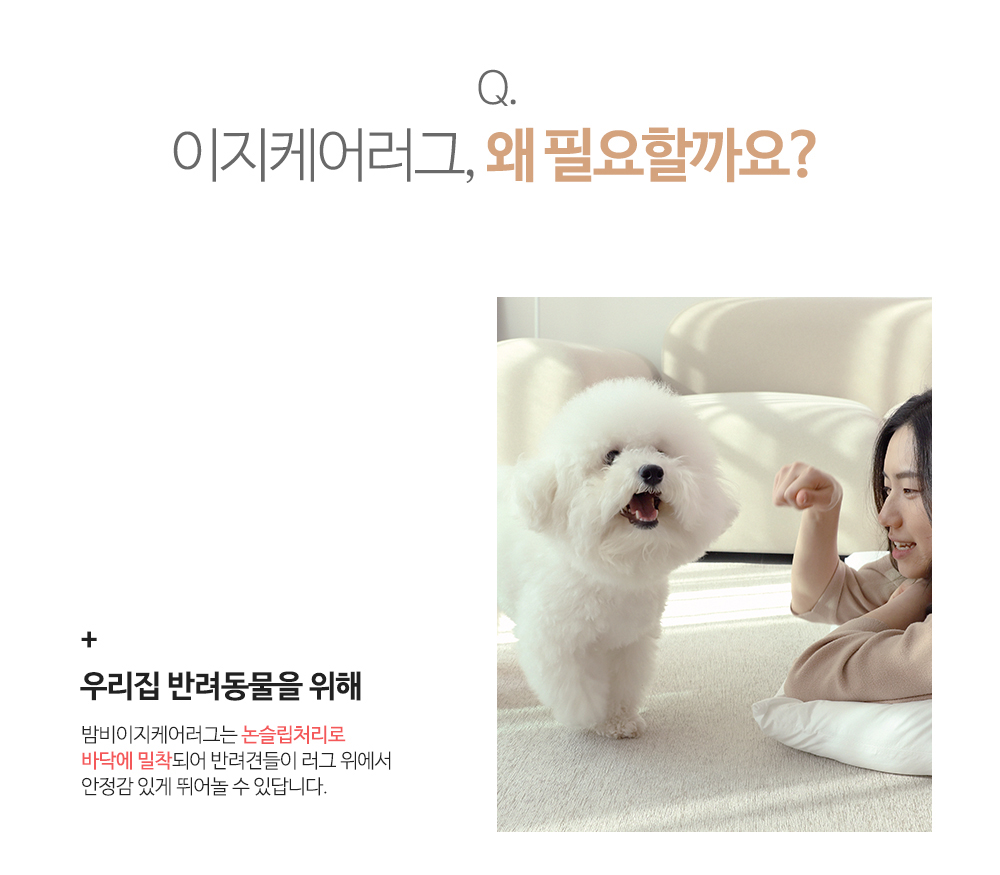 Q.
이지케어러그, 왜 필요할까요?
+
우리집 반려동물을 위해
밤비이지케어러그는 논슬립처리로
바닥에 밀착되어 반려견들이 러그 위에서
안정감 있게 뛰어놀 수 있답니다.